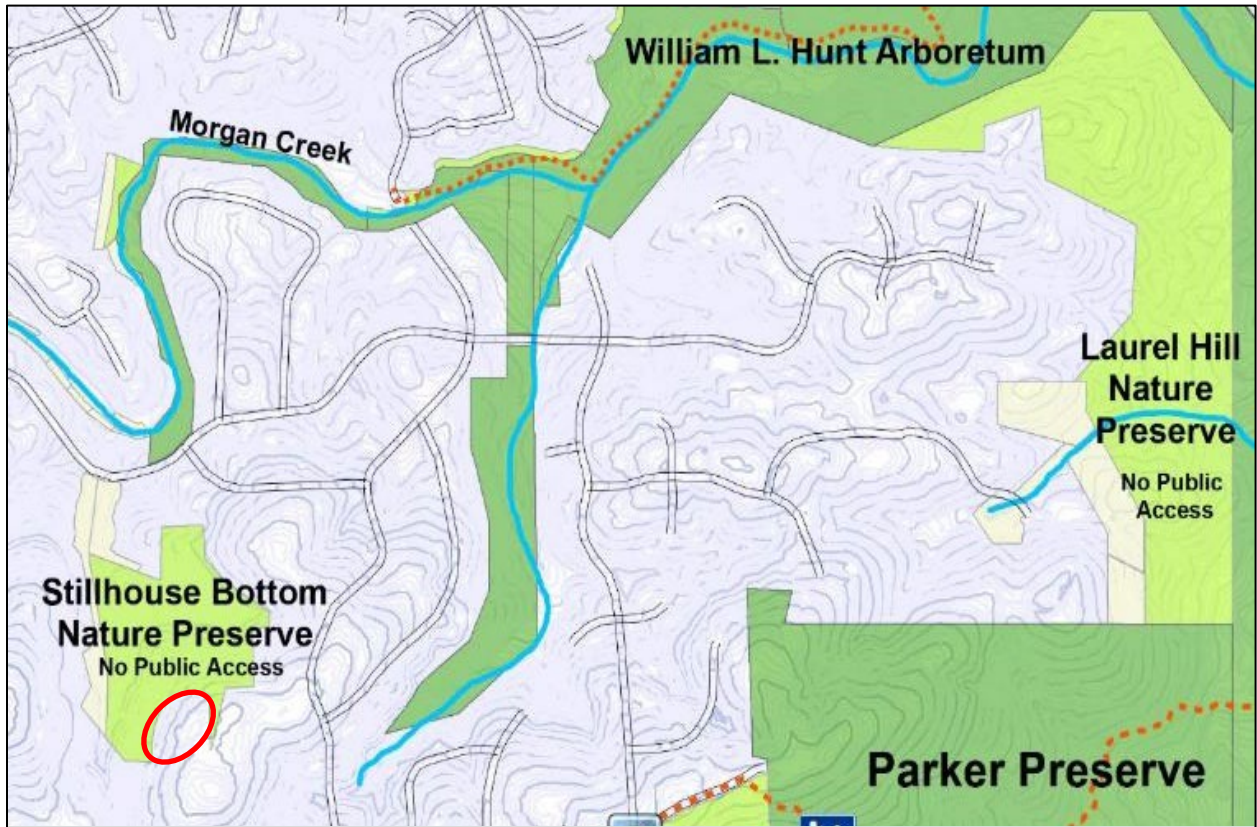 William L. Hunt Arboretum
Morgan Creek
Laurel Hill
Nature
Preserve
No Public
Access
Stillhouse Bottom
Nature Preserve
No Public Access
Parker Preserve